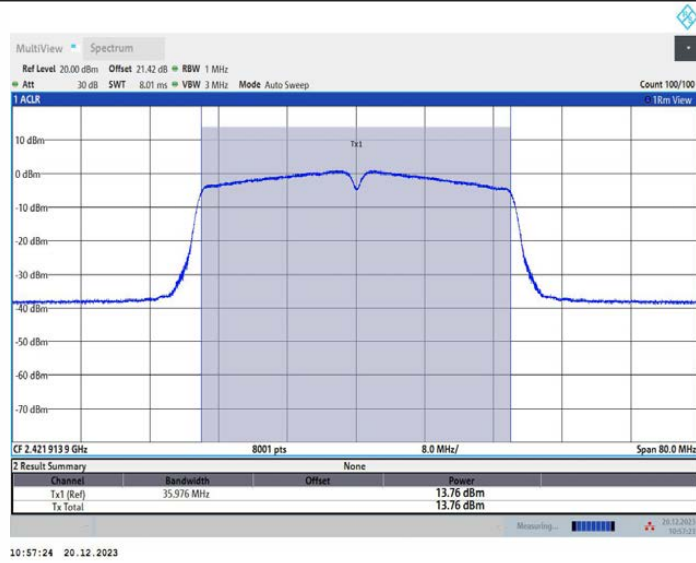 MultiView Spectrum
Ref Level 20.00 dBm Offset 21.42 dB RBW 1 MHz
Att 30 dB SWT 8.01 ms VBW 3 MHz Mode Auto Sweep Count 100/100
1 ACLR 1Rm View
Tx1
10 dBm
0 dBm
-10 dBm
-20 dBm
-30 dBm
-40 dBm
-50 dBm
-60 dBm
-70 dBm
CF 2.421 913 9 GHz 8001 pts 8.0 MHz/ Span 80.0 MHz
2 Result Summary None
Channel Bandwidth Offset Power
Tx1 (Ref) 35.976 MHz 13.76 dBm
Tx Total 13.76 dBm
Measuring... 20.12.2023
10:57:23
10:57:24 20.12.2023